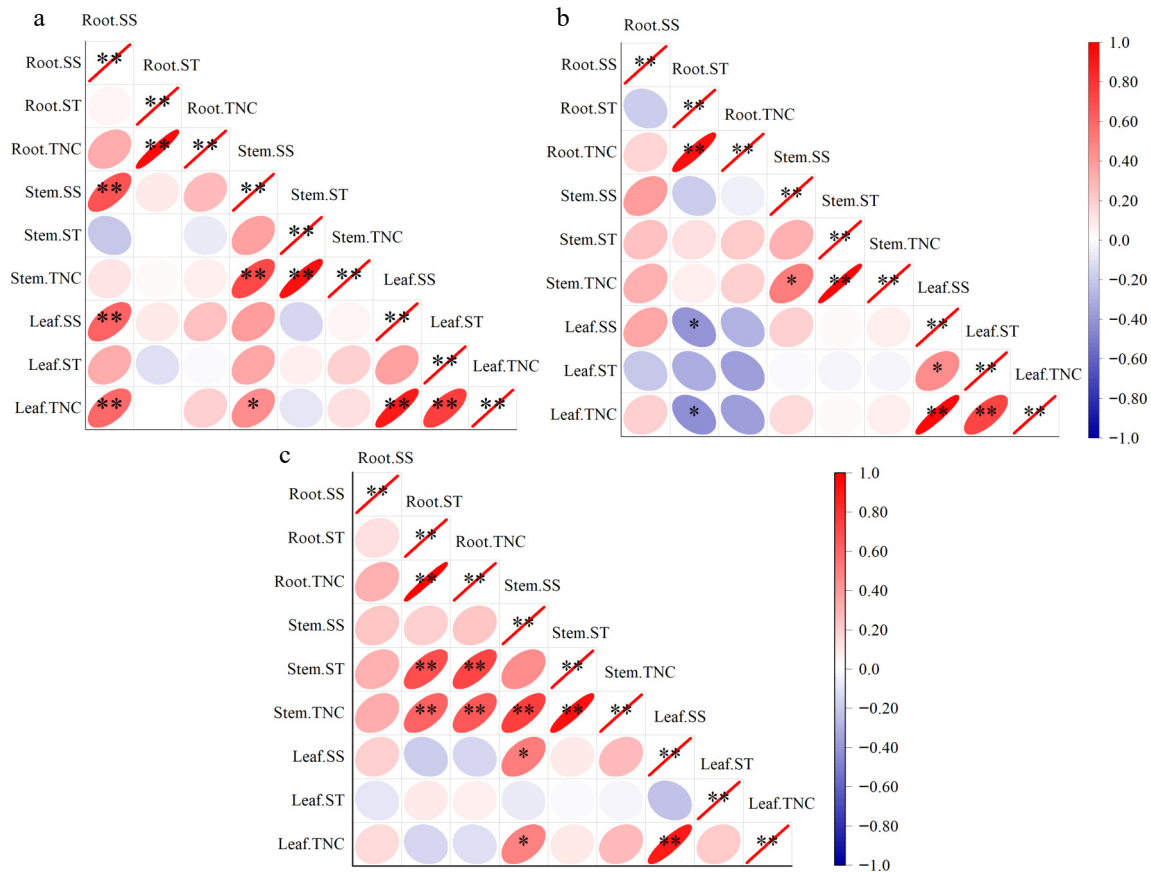 a
Root.SS
Root.SS ** Root.ST
Root.ST ** Root.TNC
Root.TNC ** ** Stem.SS
Stem.SS ** ** Stem.ST
Stem.ST ** Stem.TNC
Stem.TNC ** ** ** Leaf.SS
Leaf.SS ** ** Leaf.ST
Leaf.ST ** Leaf.TNC
Leaf.TNC ** * ** ** **
b
Root.SS
Root.SS ** Root.ST
Root.ST ** Root.TNC
Root.TNC ** ** Stem.SS
Stem.SS ** Stem.ST
Stem.ST ** Stem.TNC
Stem.TNC * ** ** Leaf.SS
Leaf.SS * ** Leaf.ST
Leaf.ST * ** Leaf.TNC
Leaf.TNC * ** ** **
1.0
0.80
0.60
0.40
0.20
0.0
−0.20
−0.40
−0.60
−0.80
−1.0
c
Root.SS
Root.SS ** Root.ST
Root.ST ** Root.TNC
Root.TNC ** ** Stem.SS
Stem.SS ** Stem.ST
Stem.ST ** ** ** Stem.TNC
Stem.TNC ** ** ** ** ** Leaf.SS
Leaf.SS * ** Leaf.ST
Leaf.ST ** Leaf.TNC
Leaf.TNC * ** **
1.0
0.80
0.60
0.40
0.20
0.0
−0.20
−0.40
−0.60
−0.80
−1.0